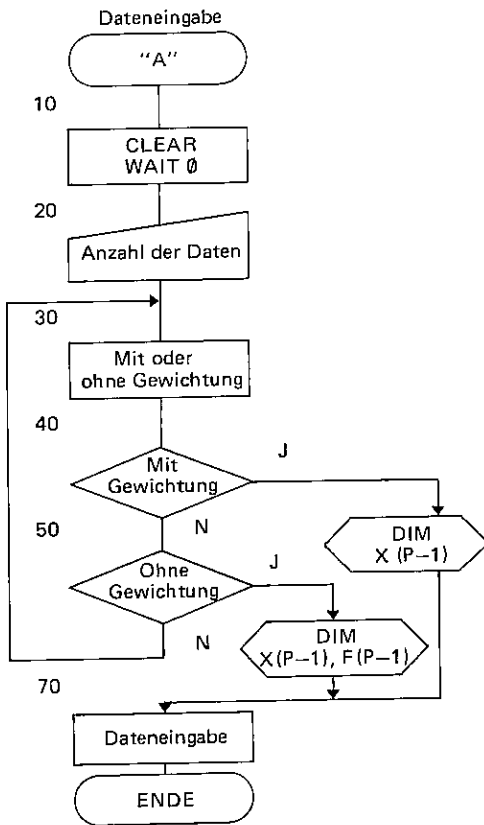 Dateneingabe
"A"
10
CLEAR
WAIT Ø
20
Anzahl der Daten
30
Mit oder
ohne Gewichtung
40
Mit
Gewichtung
J
N
50
DIM
X (P–1)
Ohne
Gewichtung
J
N
DIM
X(P–1), F(P–1)
70
Dateneingabe
ENDE